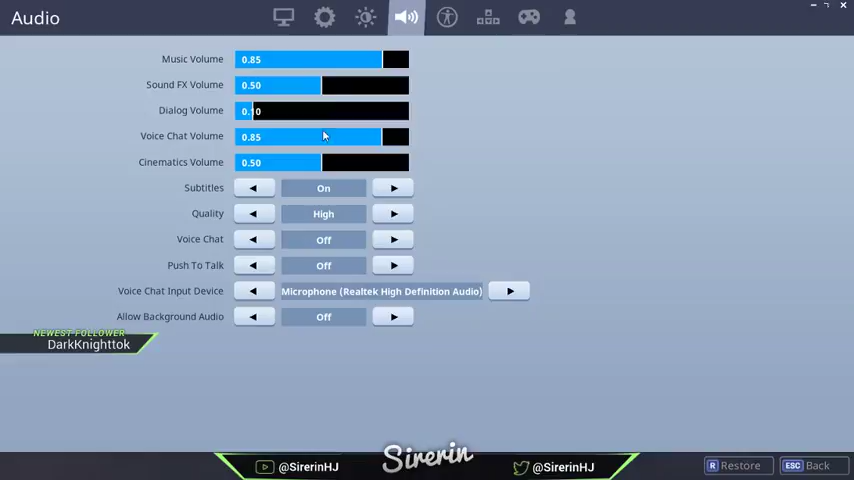 Audio
Music Volume 0.85
Sound FX Volume 0.50
Dialog Volume 0.10
Voice Chat Volume 0.85
Cinematics Volume 0.50
Subtitles On
Quality High
Voice Chat Off
Push To Talk Off
Voice Chat Input Device Microphone (Realtek High Definition Audio)
Allow Background Audio Off
NEWEST FOLLOWER
DarkKnighttok
@SirerinHJ Sirerin @SirerinHJ
R Restore ESC Back